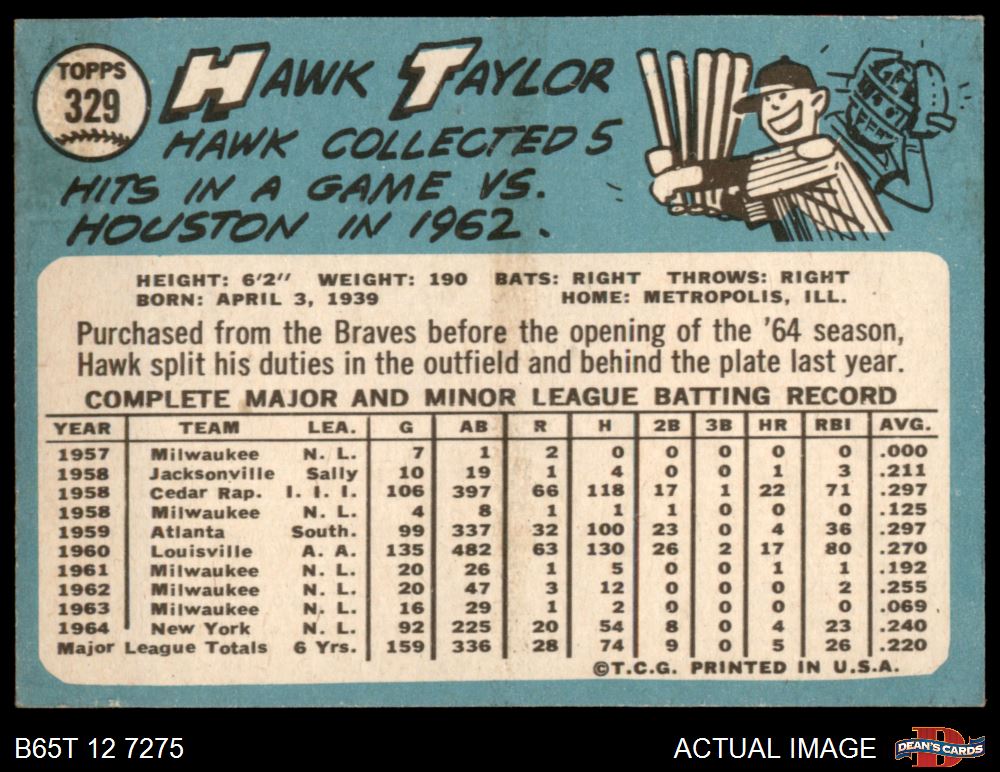 TOPPS
329
HAWK TAYLOR
HAWK COLLECTED 5
HITS IN A GAME VS.
HOUSTON IN 1962.
HEIGHT: 6'2" WEIGHT: 190 BATS: RIGHT THROWS: RIGHT
BORN: APRIL 3, 1939 HOME: METROPOLIS, ILL.
Purchased from the Braves before the opening of the '64 season,
Hawk split his duties in the outfield and behind the plate last year.
COMPLETE MAJOR AND MINOR LEAGUE BATTING RECORD
YEAR TEAM LEA. G AB R H 2B 3B HR RBI AVG.
1957 Milwaukee N. L. 7 1 2 0 0 0 0 0 .000
1958 Jacksonville Sally 10 19 1 4 0 0 1 3 .211
1958 Cedar Rap. I. I. I. 106 397 66 118 17 1 22 71 .297
1958 Milwaukee N. L. 4 8 1 1 1 0 0 0 .125
1959 Atlanta South. 99 337 32 100 23 0 4 36 .297
1960 Louisville A. A. 135 482 63 130 26 2 17 80 .270
1961 Milwaukee N. L. 20 26 1 5 0 0 1 1 .192
1962 Milwaukee N. L. 20 47 3 12 0 0 0 2 .255
1963 Milwaukee N. L. 16 29 1 2 0 0 0 0 .069
1964 New York N. L. 92 225 20 54 8 0 4 23 .240
Major League Totals 6 Yrs. 159 336 28 74 9 0 5 26 .220
©T.C.G. PRINTED IN U.S.A.
B65T 12 7275 ACTUAL IMAGE D DEAN'S CARDS